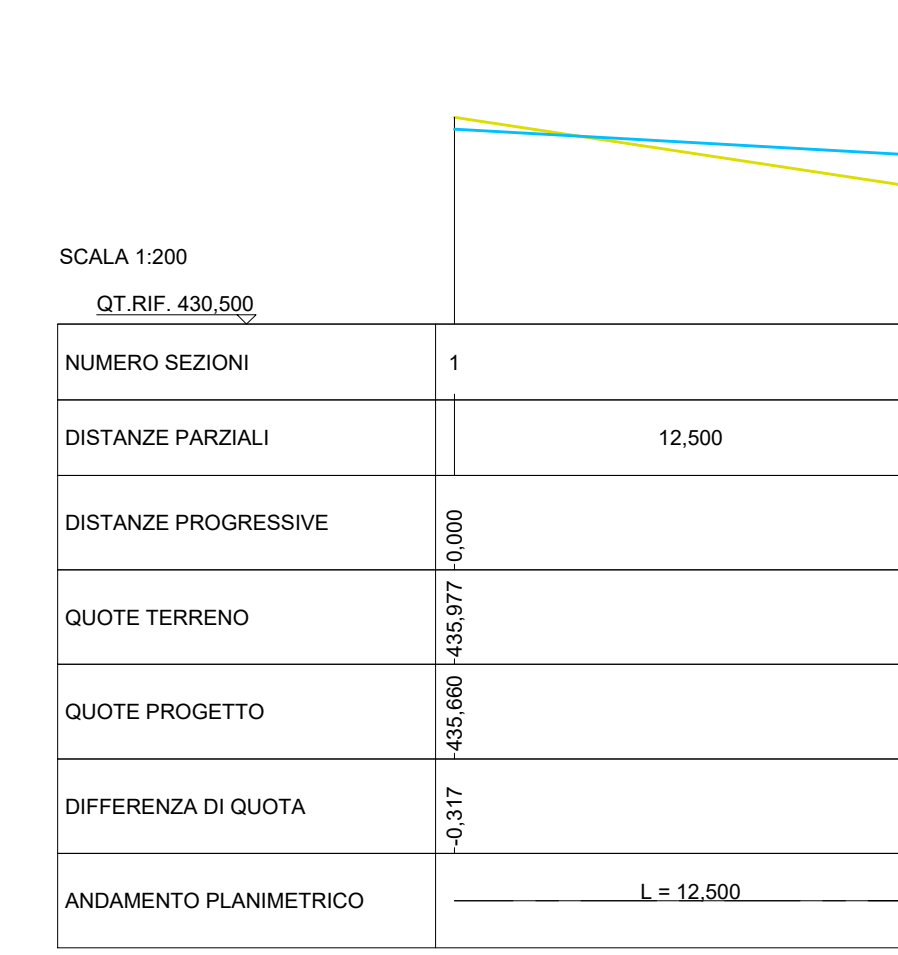 SCALA 1:200
QT.RIF. 430,500
NUMERO SEZIONI 1
DISTANZE PARZIALI 12,500
DISTANZE PROGRESSIVE 0,000
QUOTE TERRENO 435,977
QUOTE PROGETTO 435,660
DIFFERENZA DI QUOTA -0,317
ANDAMENTO PLANIMETRICO L = 12,500